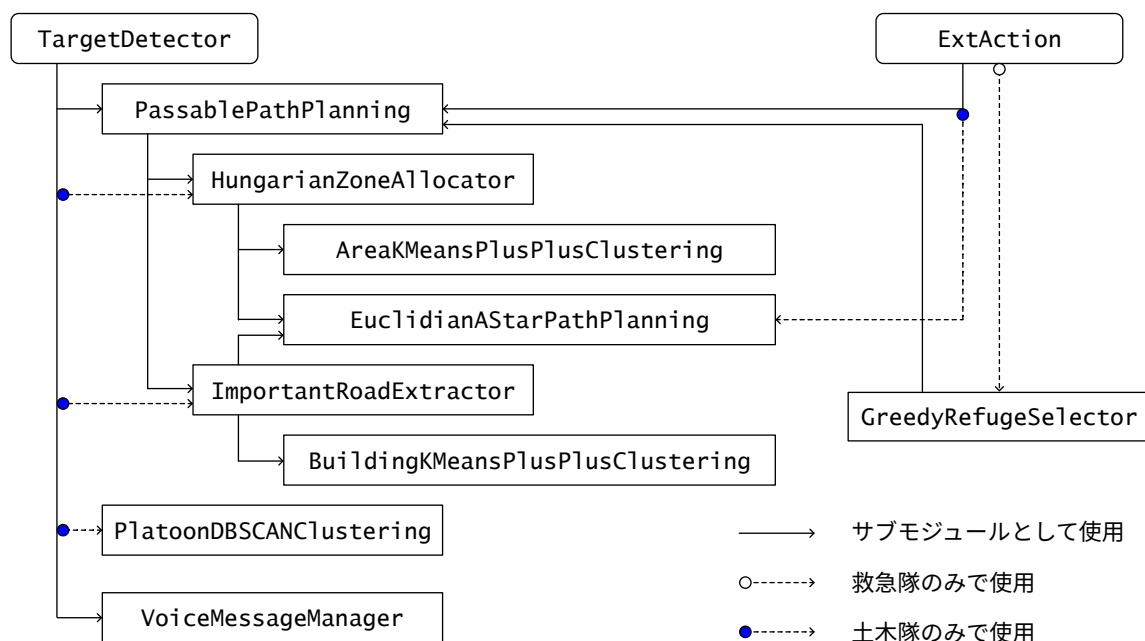 TargetDetector
ExtAction
PassablePathPlanning
HungarianZoneAllocator
AreaKMeansPlusPlusClustering
EuclidianAStarPathPlanning
ImportantRoadExtractor
GreedyRefugeSelector
BuildingKMeansPlusPlusClustering
PlatoonDBSCANClustering
VoiceMessageManager
サブモジュールとして使用
救急隊のみで使用
土木隊のみで使用